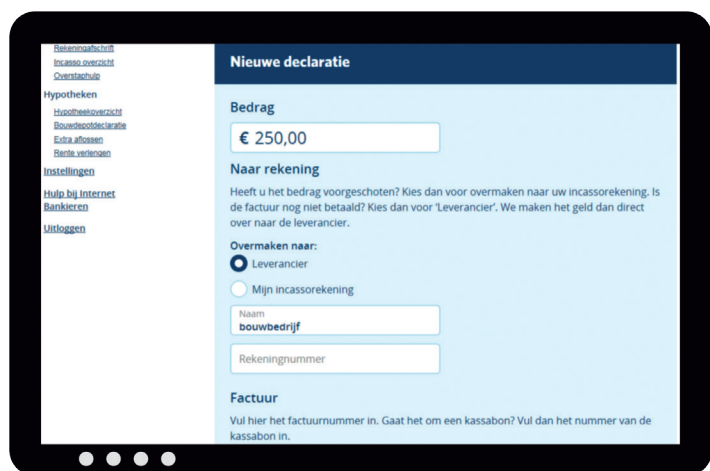 Rekeningafschrift
Incasso overzicht
Overstaphulp
Hypotheken
Hypotheekoverzicht
Bouwdepotdeclaratie
Extra aflossen
Rente verlengen
Instellingen
Hulp bij Internet
Bankieren
Uitloggen
Nieuwe declaratie
Bedrag
€ 250,00
Naar rekening
Heeft u het bedrag voorgeschoten? Kies dan voor overmaken naar uw incassorekening. Is
de factuur nog niet betaald? Kies dan voor 'Leverancier'. We maken het geld dan direct
over naar de leverancier.
Overmaken naar:
Leverancier
Mijn incassorekening
Naam
bouwbedrijf
Rekeningnummer
Factuur
Vul hier het factuurnummer in. Gaat het om een kassabon? Vul dan het nummer van de
kassabon in.